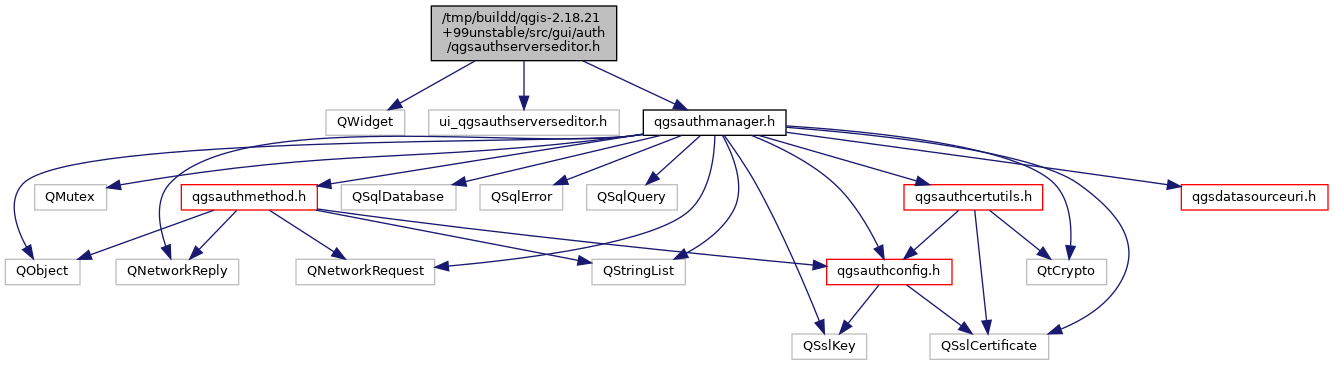 /tmp/buildd/qgis-2.18.21
+99unstable/src/gui/auth
/qgsauthserverseditor.h
QWidget
ui_qgsauthserverseditor.h
qgsauthmanager.h
QMutex
qgsauthmethod.h
QSqlDatabase
QSqlError
QSqlQuery
qgsauthcertutils.h
qgsdatasourceuri.h
QObject
QNetworkReply
QNetworkRequest
QStringList
qgsauthconfig.h
QtCrypto
QSslKey
QSslCertificate